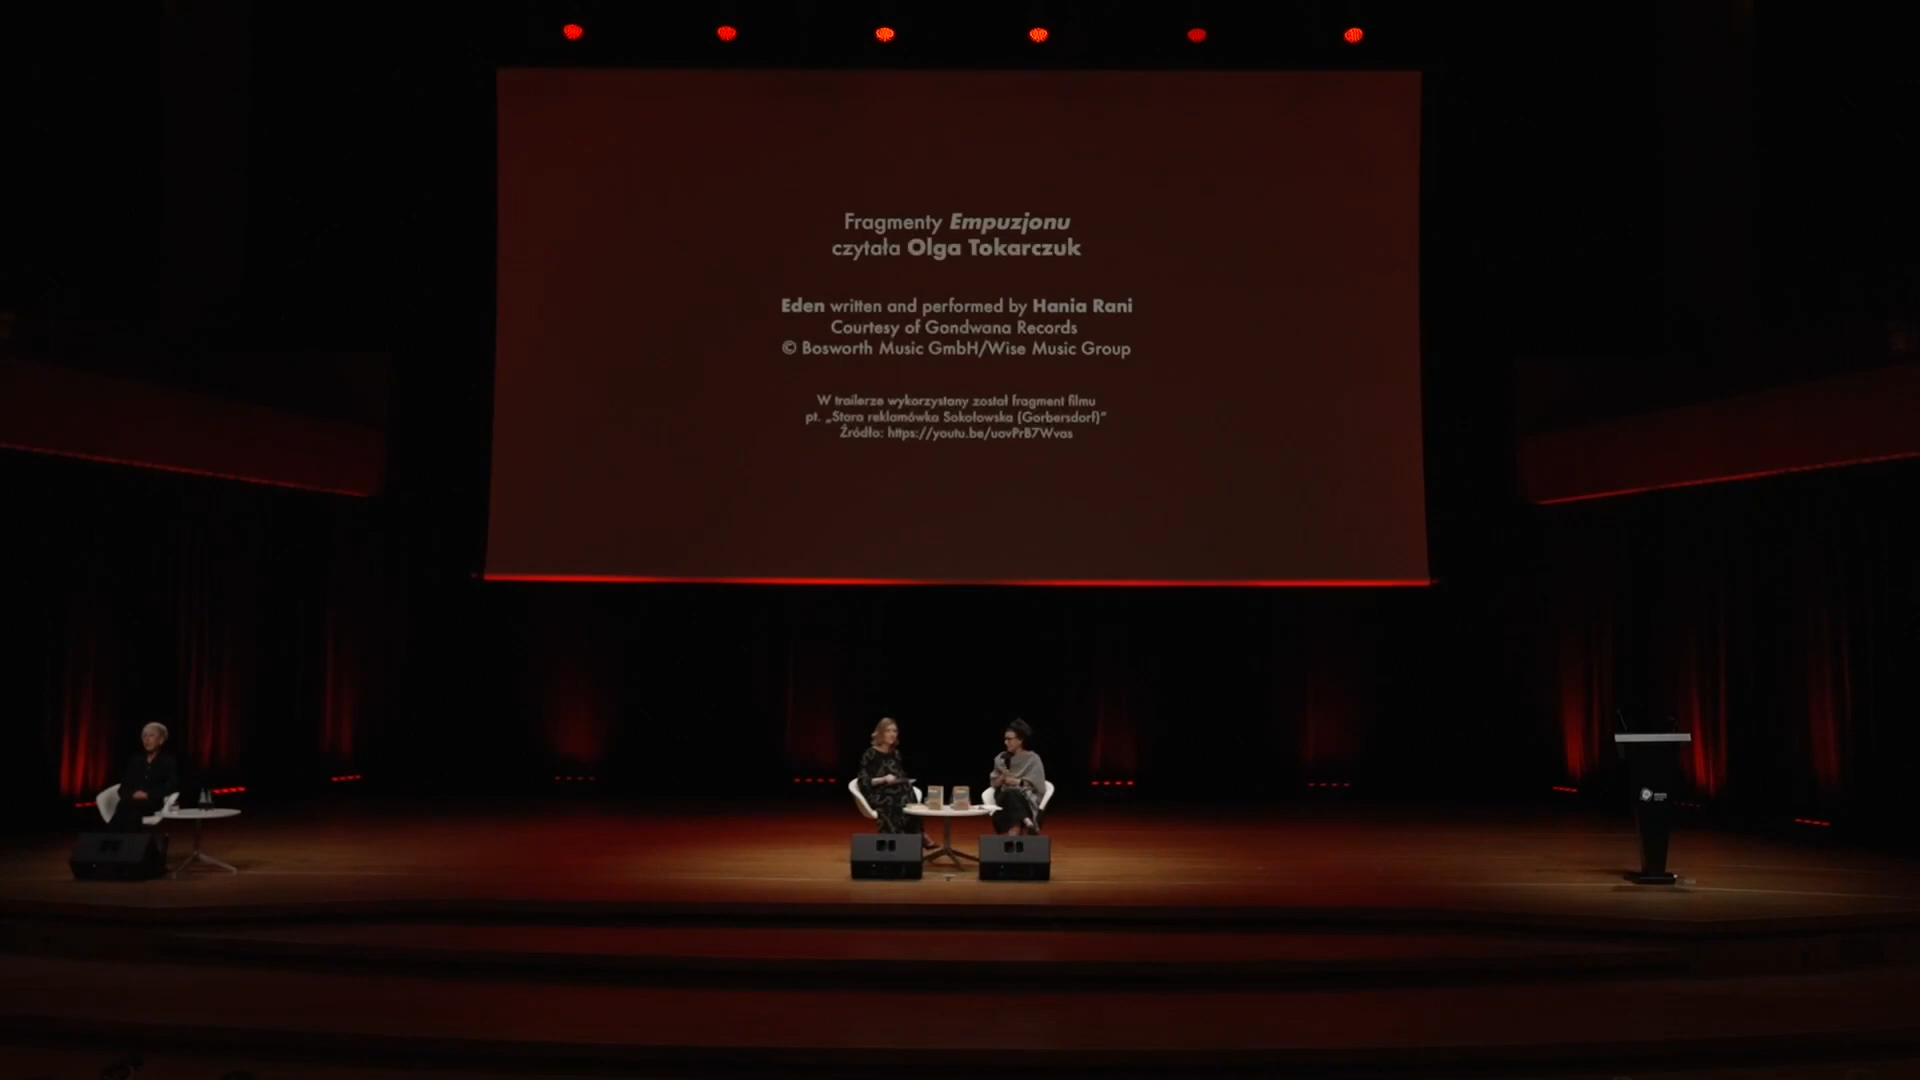 Fragmenty Empuzjonu
czytała Olga Tokarczuk
Eden written and performed by Hania Rani
Courtesy of Gondwana Records
© Bosworth Music GmbH/Wise Music Group
W trailerze wykorzystany został fragment filmu
pt. „Stara reklamówka Sokołowska (Gorbersdorf)”
Źródło: https://youtu.be/uavPrB7Wvas